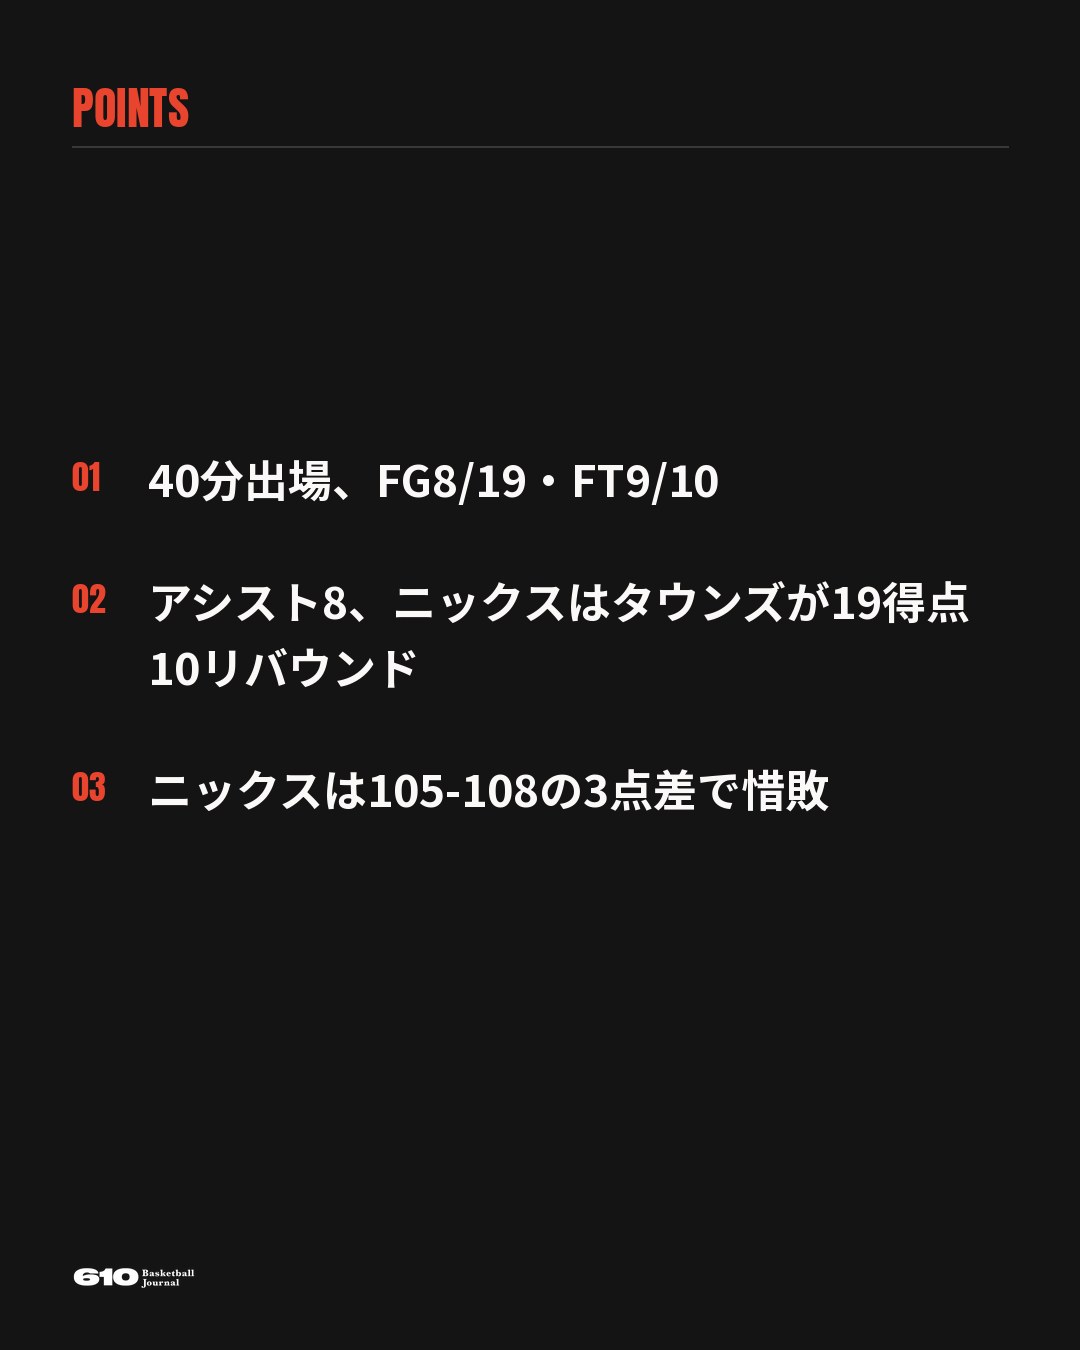 POINTS
01 40分出場、FG8/19・FT9/10
02 アシスト8、ニックスはタウンズが19得点
10リバウンド
03 ニックスは105-108の3点差で惜敗
610 Basketball
Journal